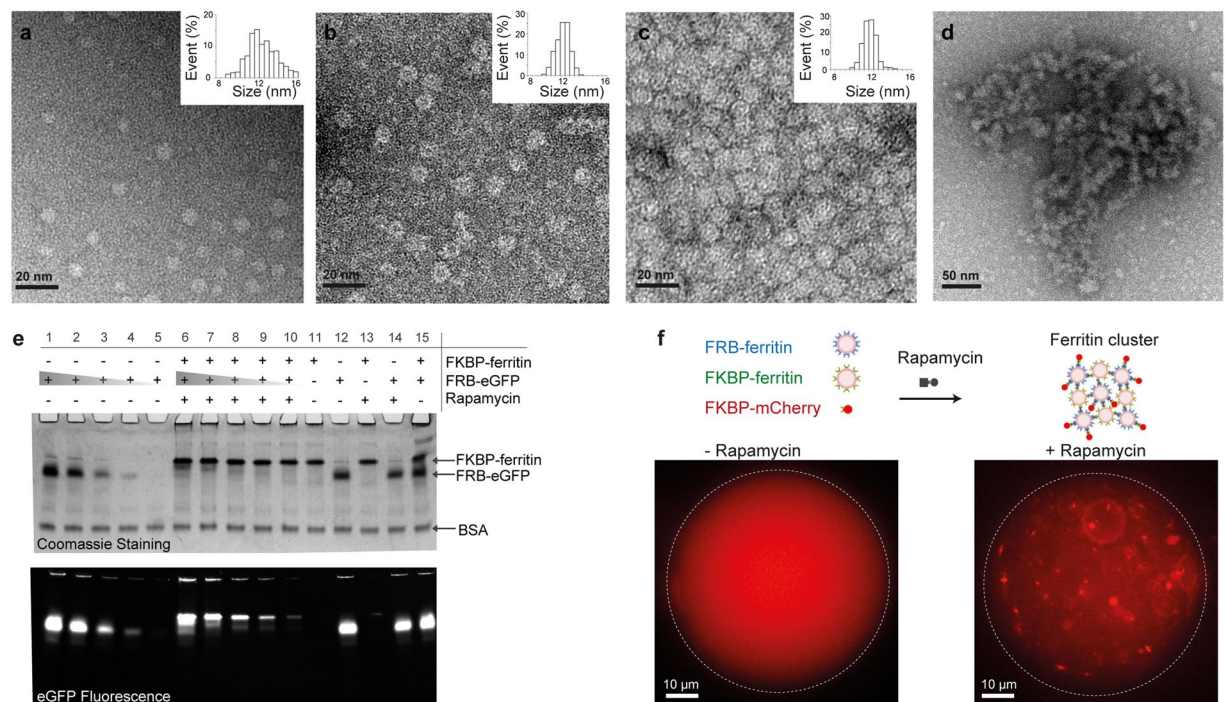 a
Event (%)
20
10
0
8
12
16
Size (nm)
20 nm
b
Event (%)
30
20
10
0
8
12
16
Size (nm)
20 nm
c
Event (%)
30
20
10
0
8
12
16
Size (nm)
20 nm
d
50 nm
e
1 2 3 4 5 6 7 8 9 10 11 12 13 14 15
- - - - - + + + + + + - + - + FKBP-ferritin
+ + + + + + + + + + - + - + + FRB-eGFP
- - - - - + + + + + - - + + - Rapamycin
FKBP-ferritin
FRB-eGFP
BSA
Coomassie Staining
eGFP Fluorescence
f
FRB-ferritin
FKBP-ferritin
FKBP-mCherry
Rapamycin
Ferritin cluster
- Rapamycin
+ Rapamycin
10 µm
10 µm